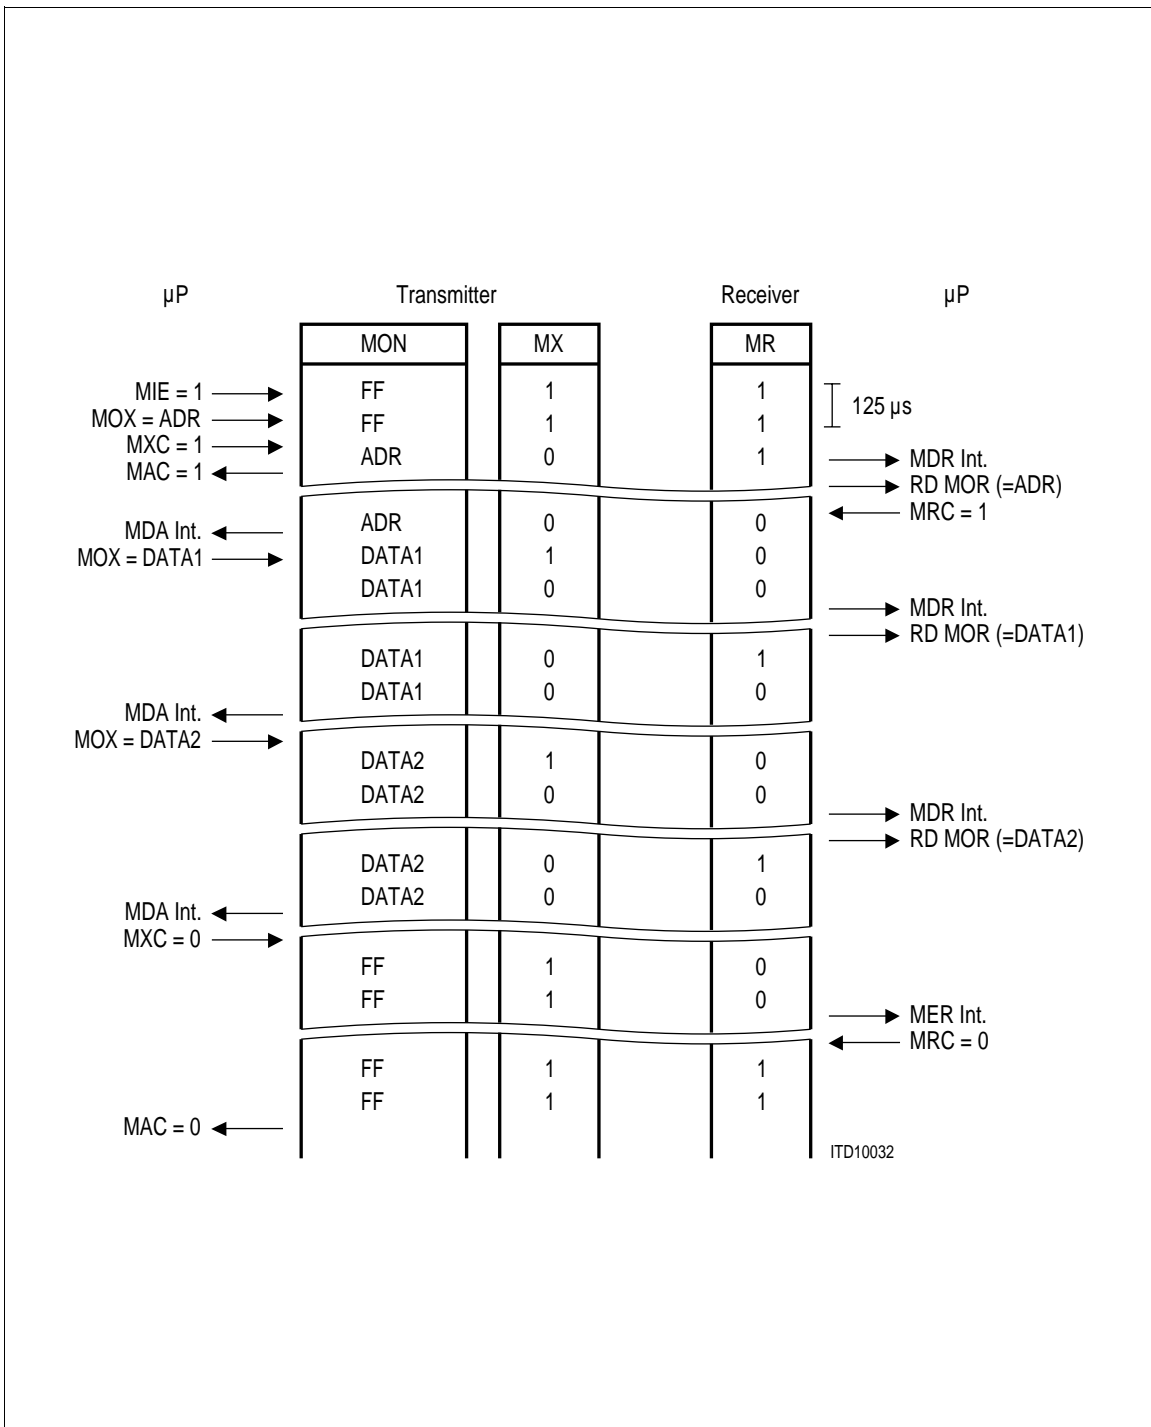 µP Transmitter Receiver µP
MON MX MR
MIE = 1 FF 1 1
125 µs
MOX = ADR FF 1 1
MXC = 1
ADR 0 1 MDR Int.
MAC = 1
RD MOR (=ADR)
MRC = 1
ADR 0 0
MDA Int.
MOX = DATA1 DATA1 1 0
DATA1 0 0
MDR Int.
RD MOR (=DATA1)
DATA1 0 1
DATA1 0 0
MDA Int.
MOX = DATA2
DATA2 1 0
DATA2 0 0
MDR Int.
RD MOR (=DATA2)
DATA2 0 1
DATA2 0 0
MDA Int.
MXC = 0
FF 1 0
FF 1 0
MER Int.
MRC = 0
FF 1 1
FF 1 1
MAC = 0
ITD10032